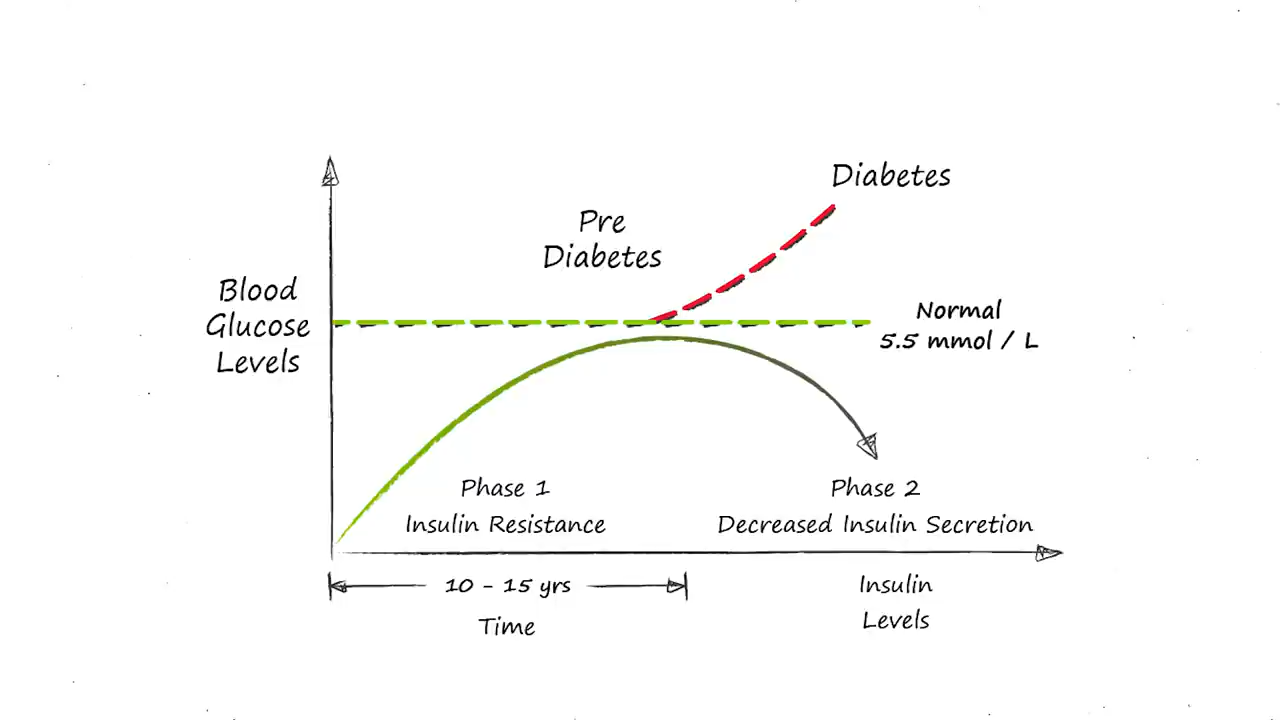 Diabetes
Pre
Diabetes
Blood
Glucose
Levels
Normal
5.5 mmol / L
Phase 1
Insulin Resistance
Phase 2
Decreased Insulin Secretion
10 - 15 yrs
Time
Insulin
Levels